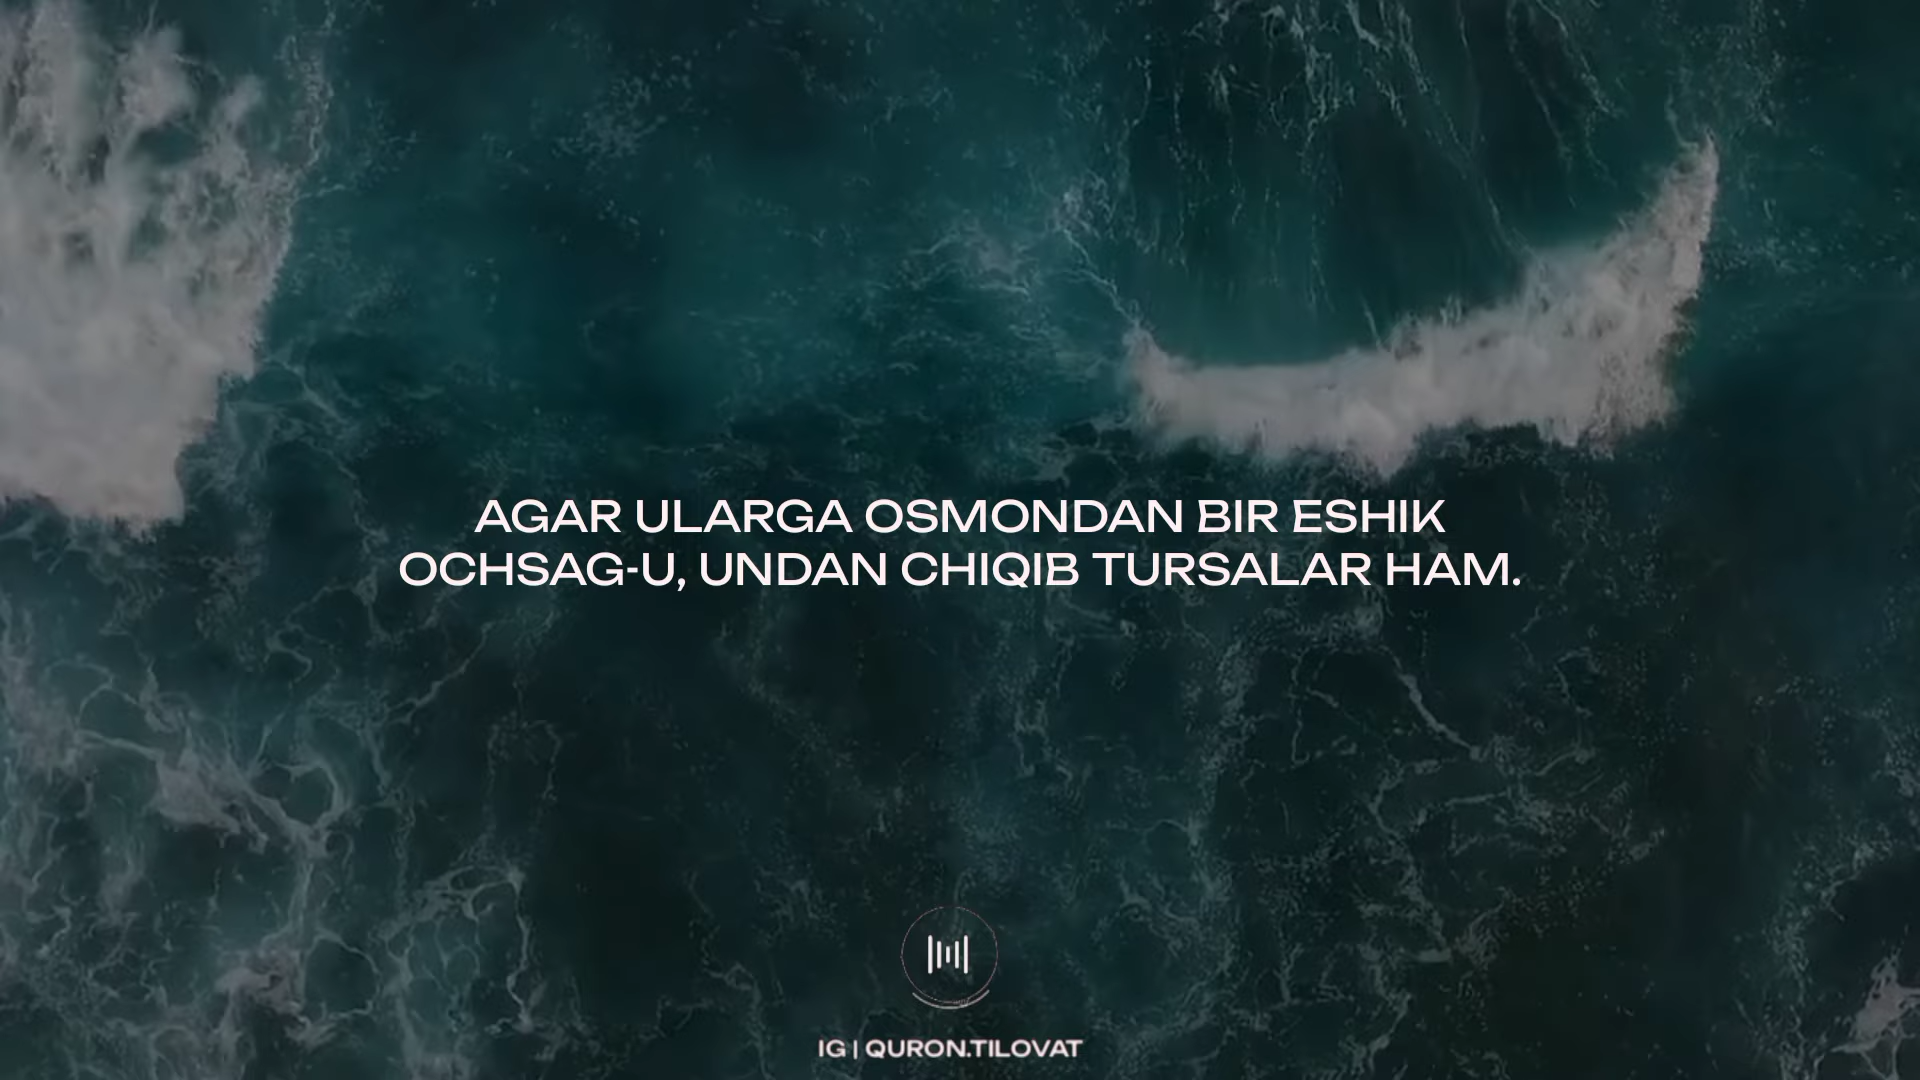 AGAR ULARGA OSMONDAN BIR ESHIK
OCHSAG-U, UNDAN CHIQIB TURSALAR HAM.
IG | QURON.TILOVAT